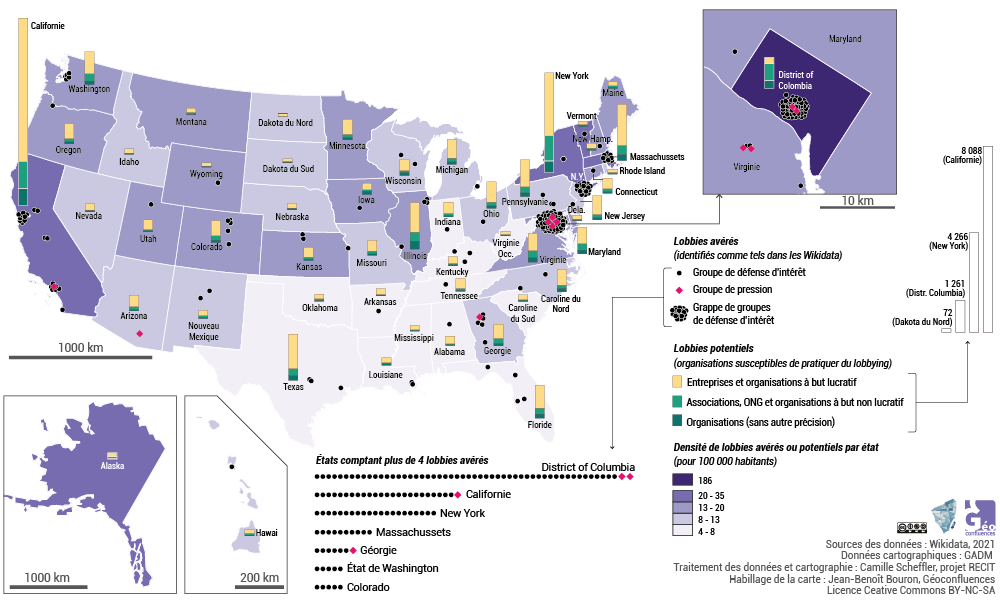 Californie
Washington
Oregon
Idaho
Montana
Wyoming
Nevada
Utah
Colorado
Arizona
Nouveau
Mexique
Dakota du Nord
Dakota du Sud
Nebraska
Kansas
Oklahoma
Texas
Minnesota
Iowa
Missouri
Arkansas
Louisiane
Wisconsin
Illinois
Michigan
Indiana
Ohio
Kentucky
Tennessee
Mississippi
Alabama
Géorgie
Floride
Caroline
du Sud
Caroline du
Nord
Virginie
Virginie
Occ.
Maryland
Pennsylvanie
Dela.
New Jersey
Connecticut
Rhode Island
Massachussets
N.Y.
New York
Vermont
New Hamp.
Maine
1000 km
Alaska
1000 km
Hawai
200 km
Maryland
District of
Colombia
Virginie
10 km
Lobbies avérés
(identifiés comme tels dans les Wikidata)
Groupe de défense d'intérêt
Groupe de pression
Grappe de groupes
de défense d'intérêt
Lobbies potentiels
(organisations susceptibles de pratiquer du lobbying)
Entreprises et organisations à but lucratif
Associations, ONG et organisations à but non lucratif
Organisations (sans autre précision)
8 088
(Californie)
4 266
(New York)
1 261
(Distr. Columbia)
72
(Dakota du Nord)
Densité de lobbies avérés ou potentiels par état
(pour 100 000 habitants)
186
20 - 35
13 - 20
8 - 13
4 - 8
États comptant plus de 4 lobbies avérés
District of Columbia
Californie
New York
Massachussets
Géorgie
État de Washington
Colorado
Géo
confluences
Sources des données : Wikidata, 2021
Données cartographiques : GADM
Traitement des données et cartographie : Camille Scheffler, projet RECIT
Habillage de la carte : Jean-Benoît Bouron, Géoconfluences
Licence Ceative Commons BY-NC-SA